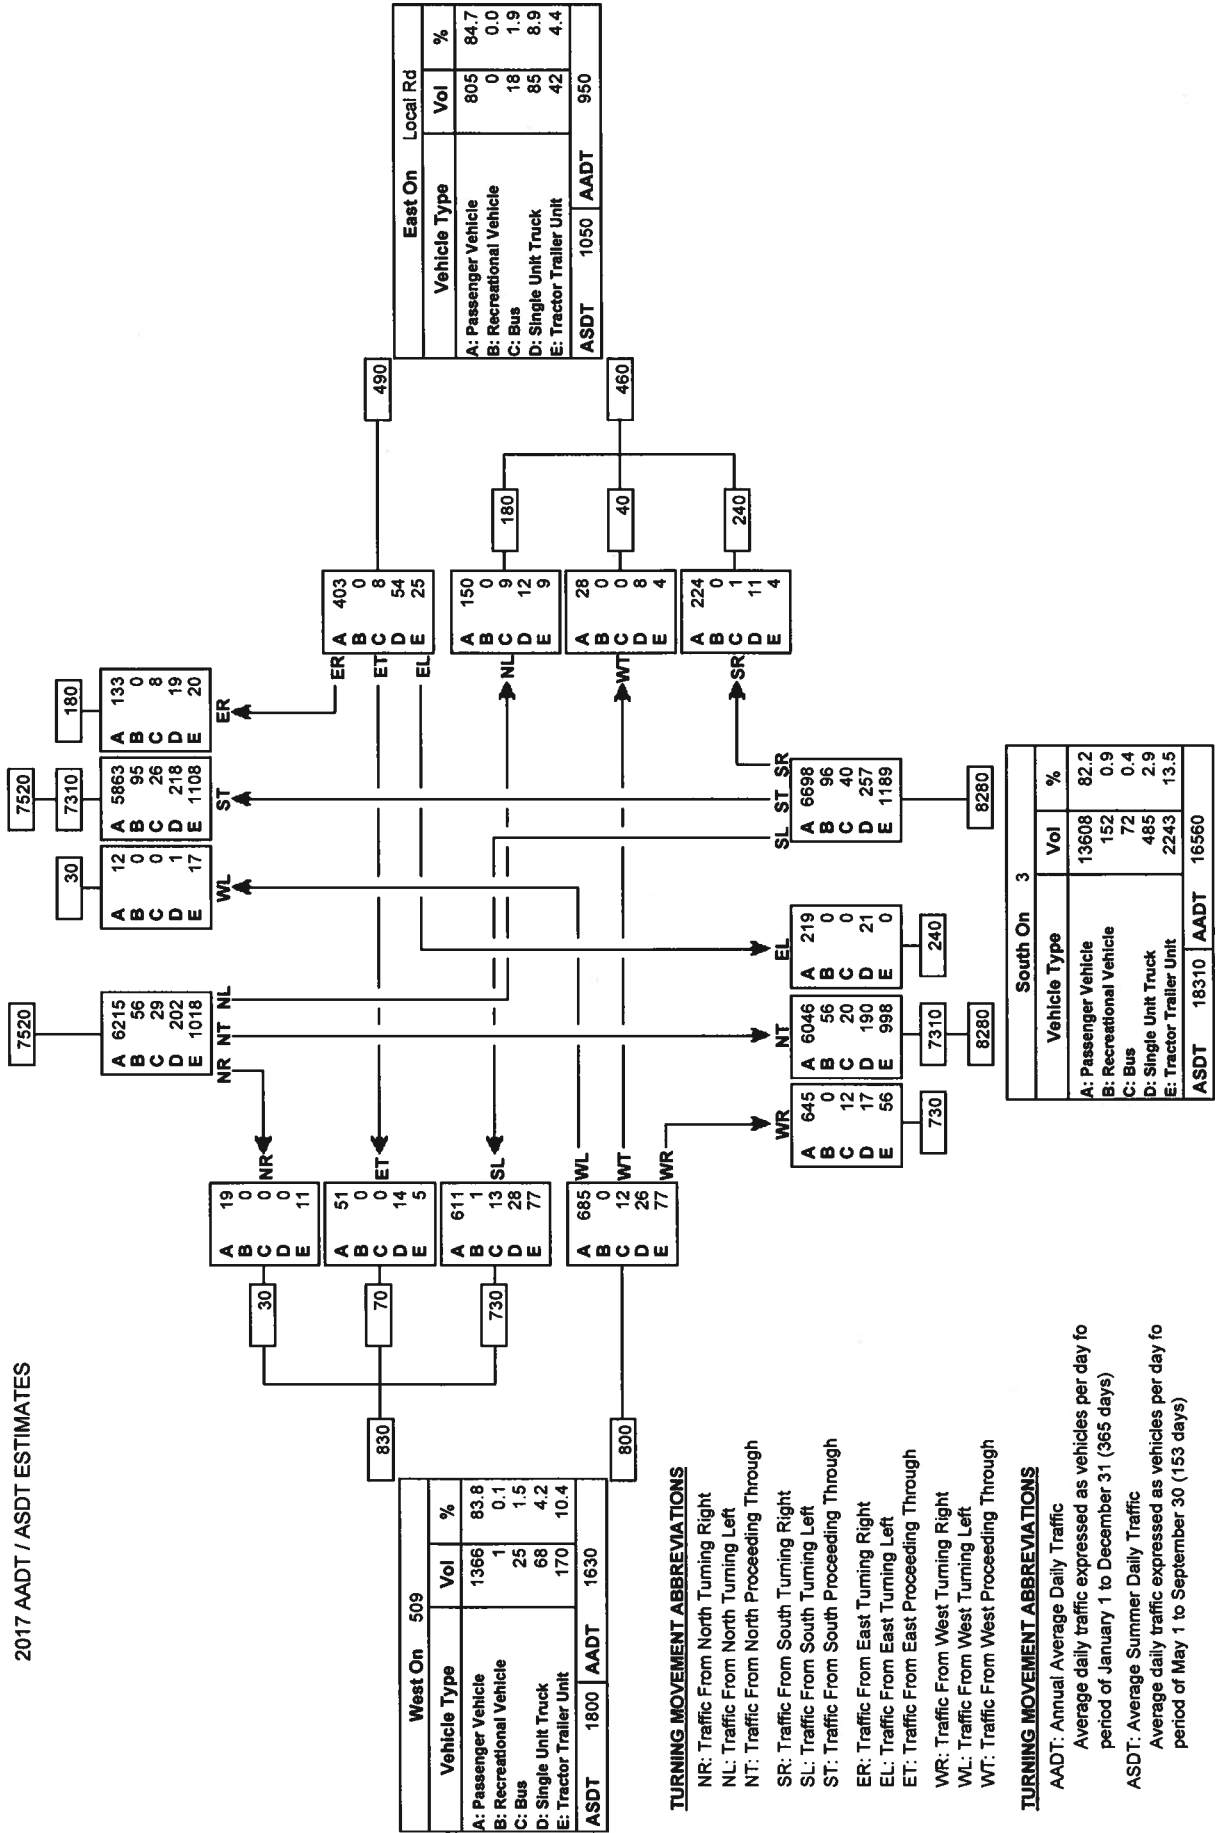 2017 AADT / ASDT ESTIMATES
7520
7520
30
7310
180
A 6215
B 56
C 29
D 202
E 1018
A 12
B 0
C 0
D 1
E 17
A 5863
B 95
C 26
D 218
E 1108
A 133
B 0
C 8
D 19
E 20
NR NT NL
WL
ST
ER
West On 509
Vehicle Type Vol %
A: Passenger Vehicle 1366 83.8
B: Recreational Vehicle 1 0.1
C: Bus 25 1.5
D: Single Unit Truck 68 4.2
E: Tractor Trailer Unit 170 10.4
ASDT 1800 AADT 1630
830
800
30
70
730
A 19
B 0
C 0
D 0
E 11
NR
A 51
B 0
C 0
D 14
E 5
ET
A 611
B 1
C 13
D 28
E 77
SL
A 685
B 0
C 12
D 26
E 77
WL
WT
WR
ER
ET
EL
A 403
B 0
C 8
D 54
E 25
490
NL
A 150
B 0
C 9
D 12
E 9
180
WT
A 28
B 0
C 0
D 8
E 4
40
SR
A 224
B 0
C 1
D 11
E 4
240
460
East On Local Rd
Vehicle Type Vol %
A: Passenger Vehicle 805 84.7
B: Recreational Vehicle 0 0.0
C: Bus 18 1.9
D: Single Unit Truck 85 8.9
E: Tractor Trailer Unit 42 4.4
ASDT 1050 AADT 950
WR
NT
EL
SL ST SR
A 645
B 0
C 12
D 17
E 56
A 6046
B 56
C 20
D 190
E 998
A 219
B 0
C 0
D 21
E 0
A 6698
B 96
C 40
D 257
E 1189
730
7310
240
8280
8280
South On 3
Vehicle Type Vol %
A: Passenger Vehicle 13608 82.2
B: Recreational Vehicle 152 0.9
C: Bus 72 0.4
D: Single Unit Truck 485 2.9
E: Tractor Trailer Unit 2243 13.5
ASDT 18310 AADT 16560
TURNING MOVEMENT ABBREVIATIONS
NR: Traffic From North Turning Right
NL: Traffic From North Turning Left
NT: Traffic From North Proceeding Through
SR: Traffic From South Turning Right
SL: Traffic From South Turning Left
ST: Traffic From South Proceeding Through
ER: Traffic From East Turning Right
EL: Traffic From East Turning Left
ET: Traffic From East Proceeding Through
WR: Traffic From West Turning Right
WL: Traffic From West Turning Left
WT: Traffic From West Proceeding Through
TURNING MOVEMENT ABBREVIATIONS
AADT: Annual Average Daily Traffic
Average daily traffic expressed as vehicles per day fo
period of January 1 to December 31 (365 days)
ASDT: Average Summer Daily Traffic
Average daily traffic expressed as vehicles per day fo
period of May 1 to September 30 (153 days)